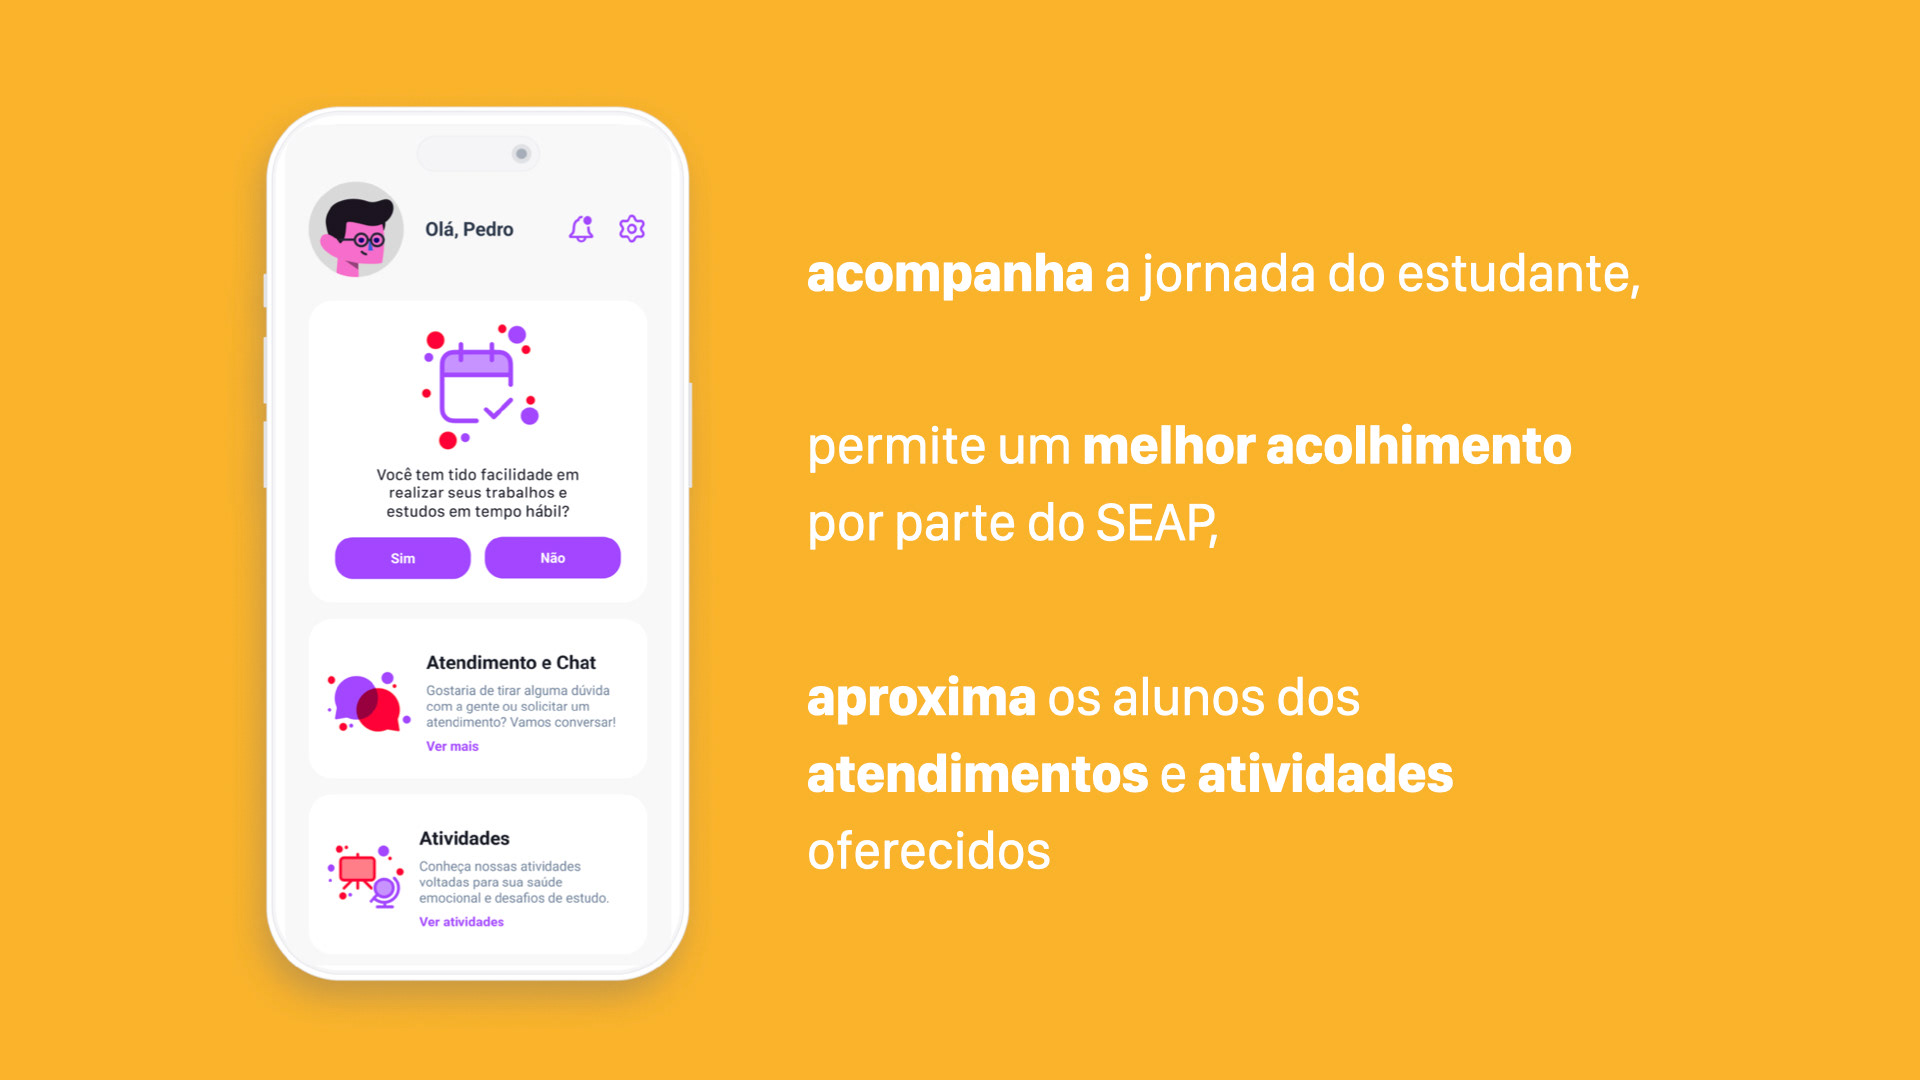 Olá, Pedro
Você tem tido facilidade em
realizar seus trabalhos e
estudos em tempo hábil?
Sim
Não
Atendimento e Chat
Gostaria de tirar alguma dúvida
com a gente ou solicitar um
atendimento? Vamos conversar!
Ver mais
Atividades
Conheça nossas atividades
voltadas para sua saúde
emocional e desafios de estudo.
Ver atividades
acompanha a jornada do estudante,
permite um melhor acolhimento
por parte do SEAP,
aproxima os alunos dos
atendimentos e atividades
oferecidos